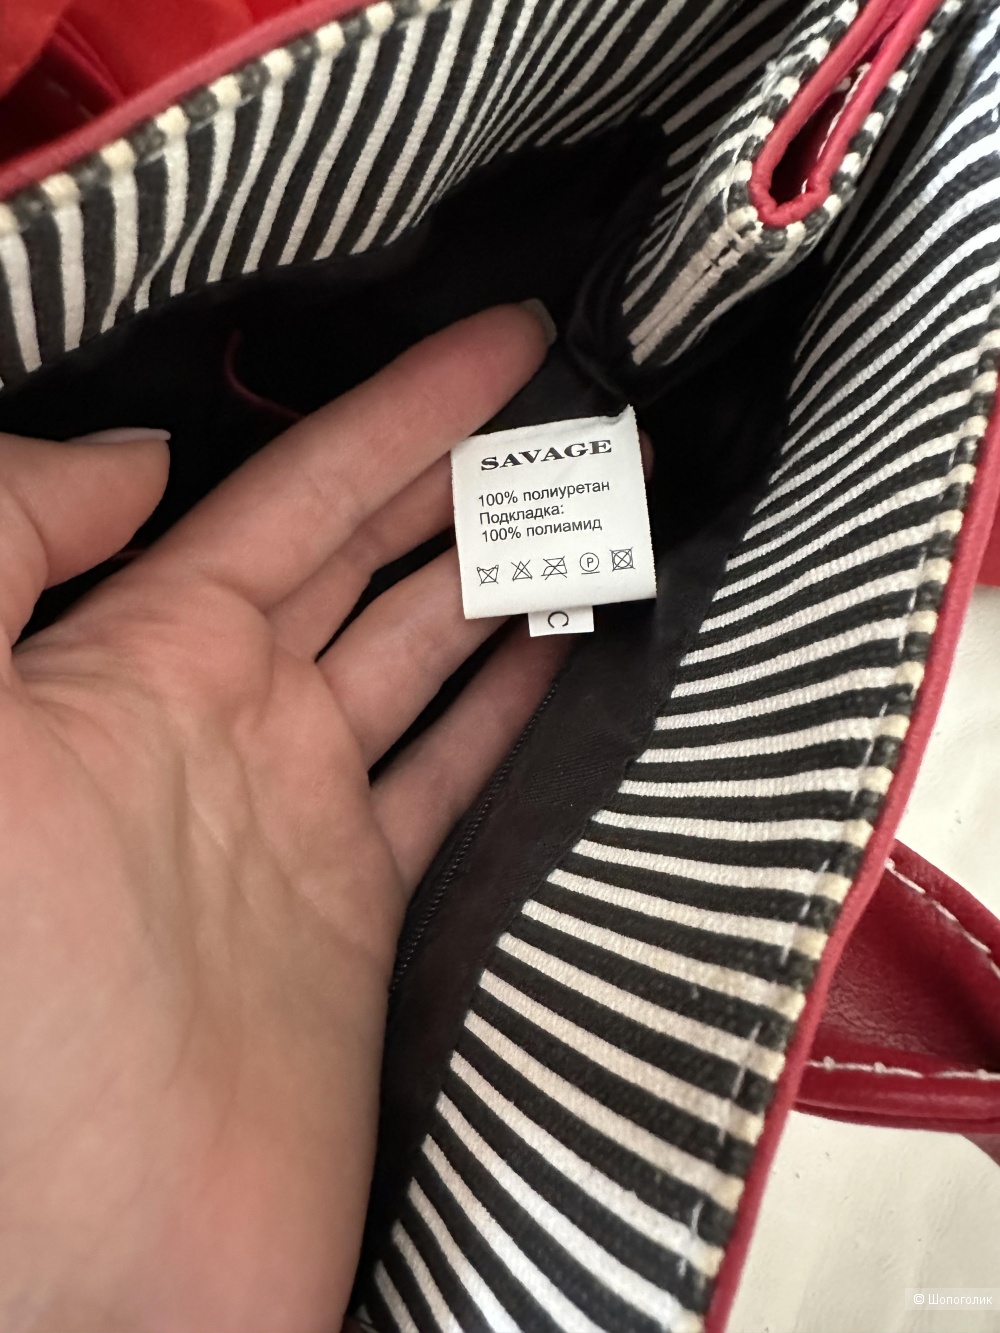 SAVAGE
100% полиуретан
Подкладка:
100% полиамид
P
C
© Шопоголик